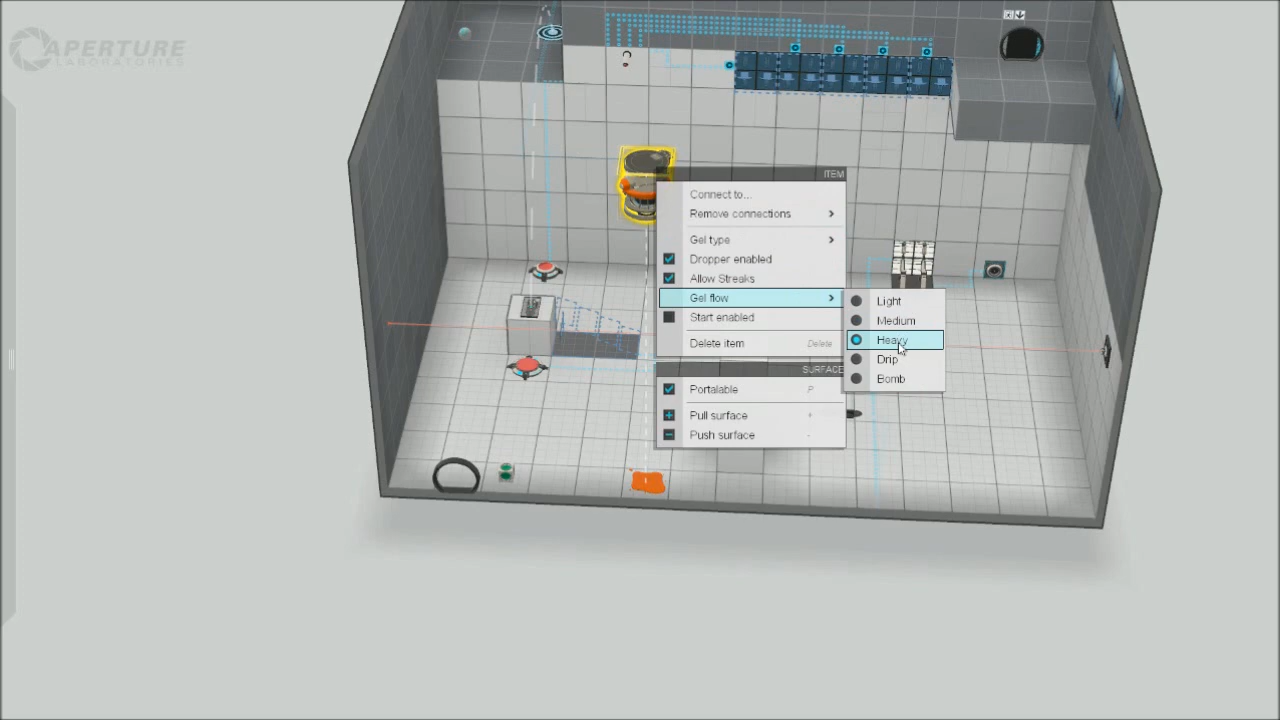 APERTURE
LABORATORIES
ITEM
Connect to...
Remove connections
Gel type
Dropper enabled
Allow Streaks
Gel flow
Start enabled
Delete item Delete
SURFACE
Portalable P
Pull surface +
Push surface -
Light
Medium
Heavy
Drip
Bomb